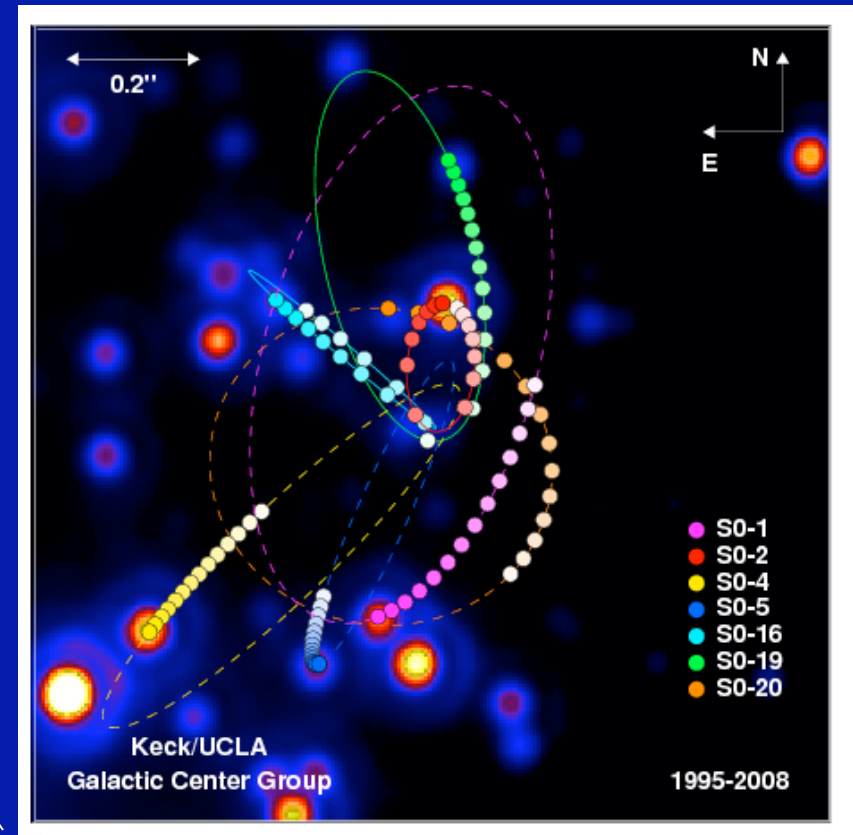 0.2"
N
E
S0-1
S0-2
S0-4
S0-5
S0-16
S0-19
S0-20
Keck/UCLA
Galactic Center Group
1995-2008